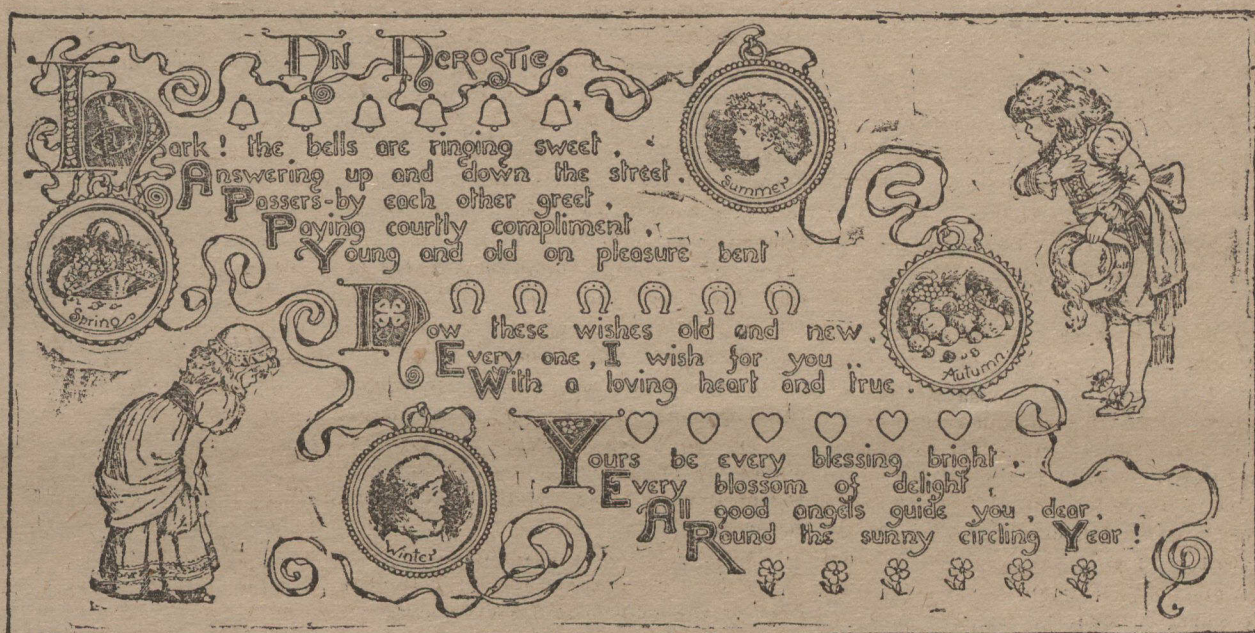 An Acrostic.
Hark! the bells are ringing sweet,
Answering up and down the street.
Passers-by each other greet,
Paying courtly compliment,
Young and old on pleasure bent
Now these wishes old and new,
Every one, I wish for you
With a loving heart and true.
Yours be every blessing bright,
Every blossom of delight,
All good angels guide you, dear,
Round the sunny circling Year!
Summer
Spring
Autumn
Winter